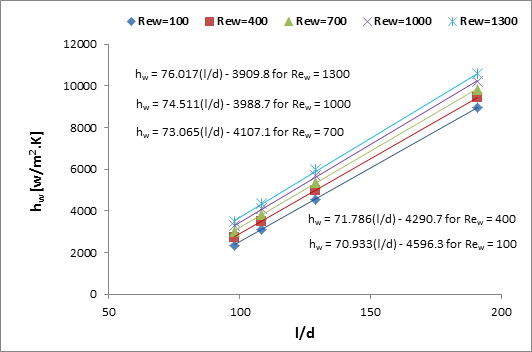 Rew=100 Rew=400 Rew=700 Rew=1000 Rew=1300
12000
10000
8000
6000
4000
2000
0
hw [w/m².K]
hw = 76.017(l/d) - 3909.8 for Rew = 1300
hw = 74.511(l/d) - 3988.7 for Rew = 1000
hw = 73.065(l/d) - 4107.1 for Rew = 700
hw = 71.786(l/d) - 4290.7 for Rew = 400
hw = 70.933(l/d) - 4596.3 for Rew = 100
50 100 150 200
l/d